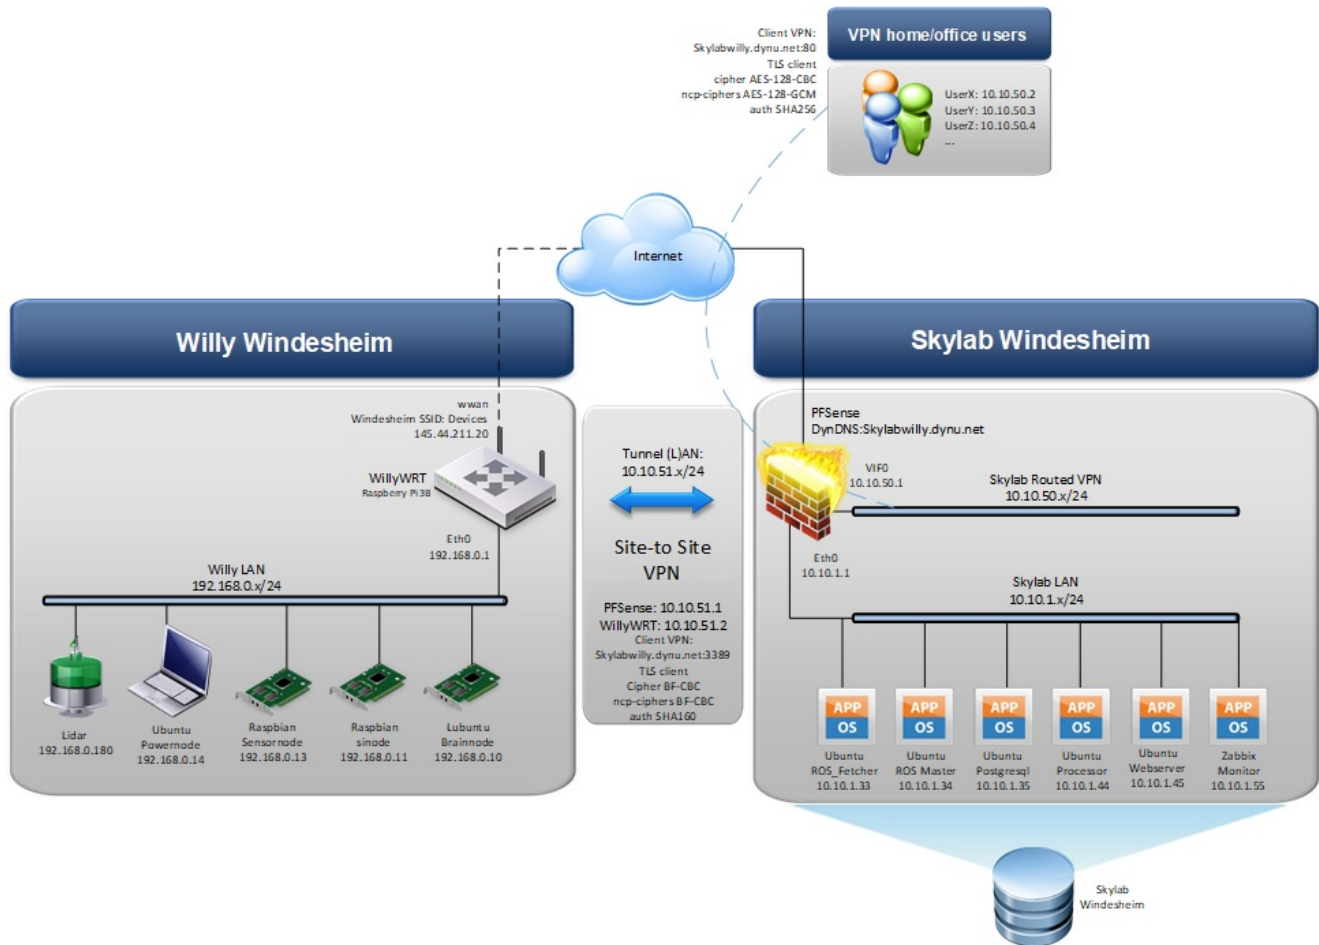 Client VPN:
Skylabwilly.dynu.net:80
TLS client
cipher AES-128-CBC
ncp-ciphers AES-128-GCM
auth SHA256
VPN home/office users
UserX: 10.10.50.2
UserY: 10.10.50.3
UserZ: 10.10.50.4
...
Internet
Willy Windesheim
wwan
Windesheim SSID: Devices
145.44.211.20
WillyWRT
Raspberry Pi3B
Eth0
192.168.0.1
Willy LAN
192.168.0.x/24
Lidar
192.168.0.180
Ubuntu
Powernode
192.168.0.14
Raspbian
Sensornode
192.168.0.13
Raspbian
sinode
192.168.0.11
Lubuntu
Brainnode
192.168.0.10
Tunnel (L)AN:
10.10.51.x/24
Site-to Site
VPN
PFSense: 10.10.51.1
WillyWRT: 10.10.51.2
Client VPN:
Skylabwilly.dynu.net:3389
TLS client
Cipher BF-CBC
ncp-ciphers BF-CBC
auth SHA160
Skylab Windesheim
PFSense
DynDNS:Skylabwilly.dynu.net
VIF0
10.10.50.1
Skylab Routed VPN
10.10.50.x/24
Eth0
10.10.1.1
Skylab LAN
10.10.1.x/24
APP
OS
Ubuntu
ROS_Fetcher
10.10.1.33
APP
OS
Ubuntu
ROS Master
10.10.1.34
APP
OS
Ubuntu
Postgresql
10.10.1.35
APP
OS
Ubuntu
Processor
10.10.1.44
APP
OS
Ubuntu
Webserver
10.10.1.45
APP
OS
Zabbix
Monitor
10.10.1.55
Skylab
Windesheim